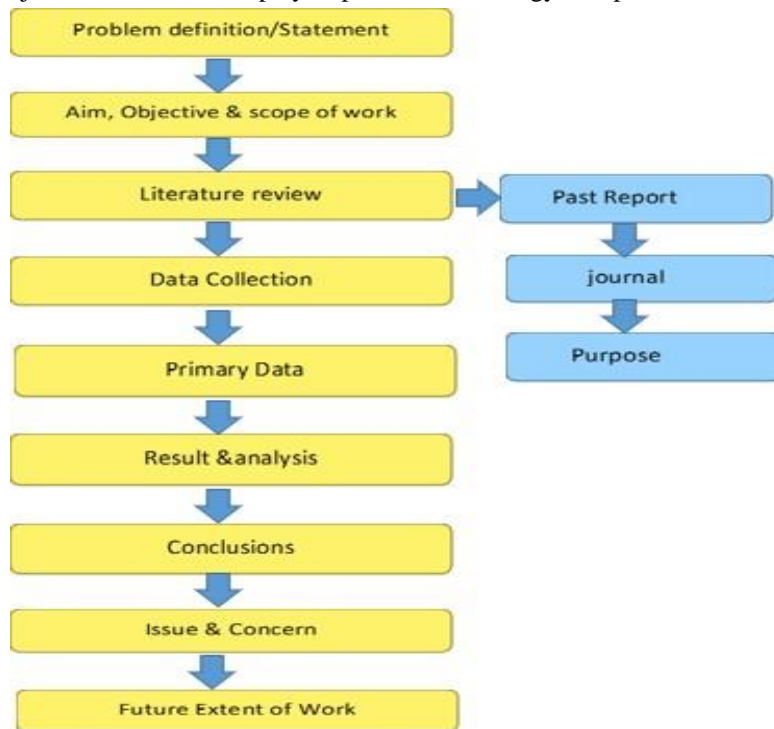 Problem definition/Statement
Aim, Objective & scope of work
Literature review
Past Report
Data Collection
journal
Purpose
Primary Data
Result &analysis
Conclusions
Issue & Concern
Future Extent of Work